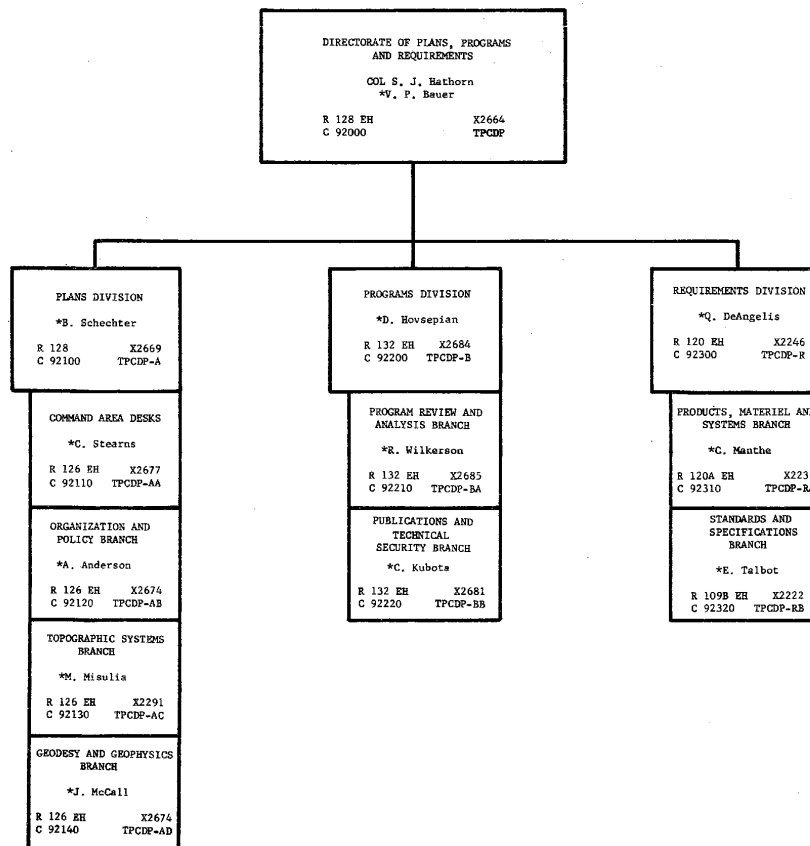 DIRECTORATE OF PLANS, PROGRAMS
AND REQUIREMENTS
COL S. J. Hathorn
*V. P. Bauer
R 128 EH X2664
C 92000 TPCDP
PLANS DIVISION
*B. Schechter
R 128 X2669
C 92100 TPCDP-A
COMMAND AREA DESKS
*C. Stearns
R 126 EH X2677
C 92110 TPCDP-AA
ORGANIZATION AND
POLICY BRANCH
*A. Anderson
R 126 EH X2674
C 92120 TPCDP-AB
TOPOGRAPHIC SYSTEMS
BRANCH
*M. Misulia
R 126 EH X2291
C 92130 TPCDP-AC
GEODESY AND GEOPHYSICS
BRANCH
*J. McCall
R 126 EH X2674
C 92140 TPCDP-AD
PROGRAMS DIVISION
*D. Hovsepian
R 132 EH X2684
C 92200 TPCDP-B
PROGRAM REVIEW AND
ANALYSIS BRANCH
*R. Wilkerson
R 132 EH X2685
C 92210 TPCDP-BA
PUBLICATIONS AND
TECHNICAL
SECURITY BRANCH
*C. Kubota
R 132 EH X2681
C 92220 TPCDP-BB
REQUIREMENTS DIVISION
*Q. DeAngelis
R 120 EH X2246
C 92300 TPCDP-R
PRODUCTS, MATERIEL AN
SYSTEMS BRANCH
*C. Manthe
R 120A EH X223
C 92310 TPCDP-RA
STANDARDS AND
SPECIFICATIONS
BRANCH
*E. Talbot
R 109B EH X2222
C 92320 TPCDP-RB